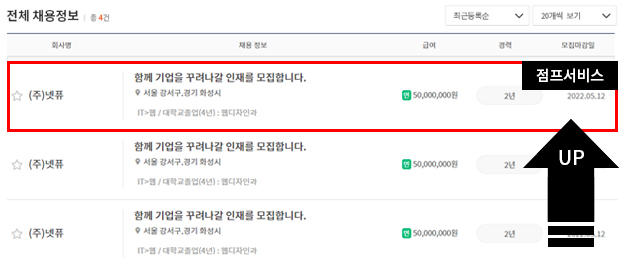 전체 채용정보 | 총 4건
최근등록순
20개씩 보기
회사명
채용 정보
급여
경력
모집마감일
점프서비스
(주)넷퓨
함께 기업을 꾸려나갈 인재를 모집합니다.
서울 강서구,경기 화성시
IT>웹 / 대학교졸업(4년) : 웹디자인과
연 50,000,000원
2년
2022.05.12
UP
(주)넷퓨
함께 기업을 꾸려나갈 인재를 모집합니다.
서울 강서구,경기 화성시
IT>웹 / 대학교졸업(4년) : 웹디자인과
연 50,000,000원
2년
(주)넷퓨
함께 기업을 꾸려나갈 인재를 모집합니다.
서울 강서구,경기 화성시
IT>웹 / 대학교졸업(4년) : 웹디자인과
연 50,000,000원
2년